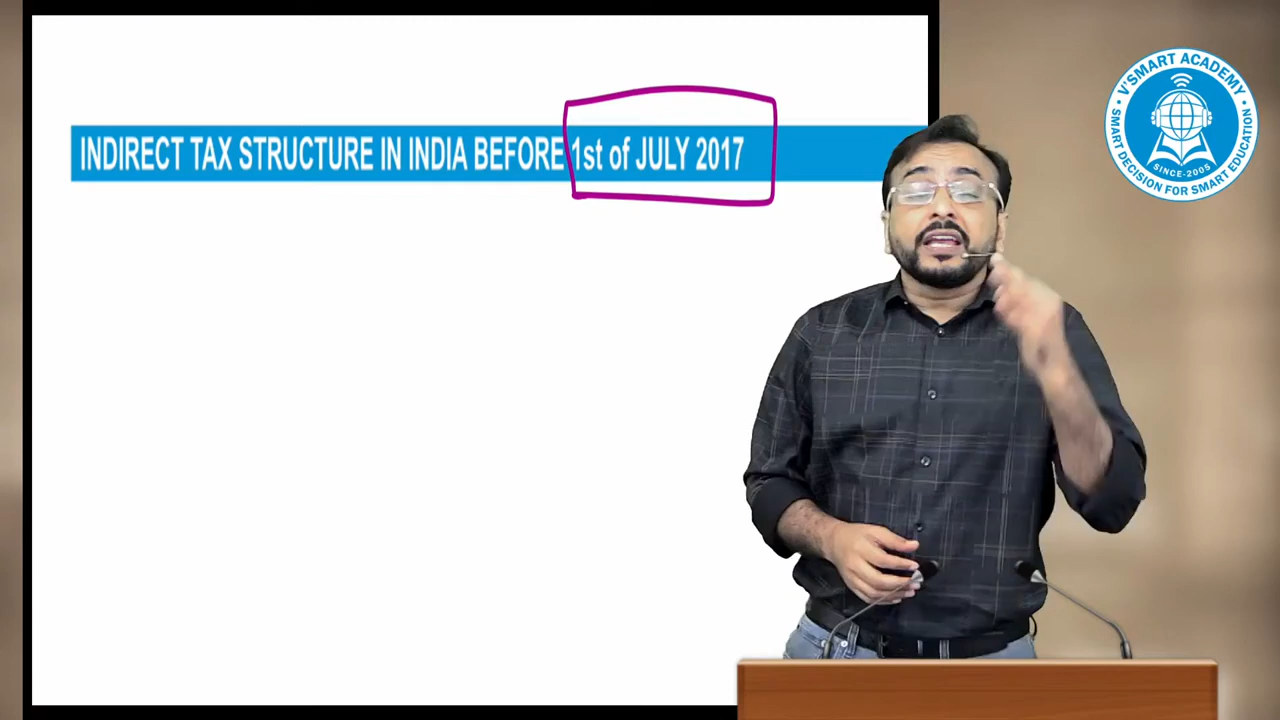 INDIRECT TAX STRUCTURE IN INDIA BEFORE 1st of JULY 2017
V'SMART ACADEMY
SINCE-2005
SMART DECISION FOR SMART EDUCATION